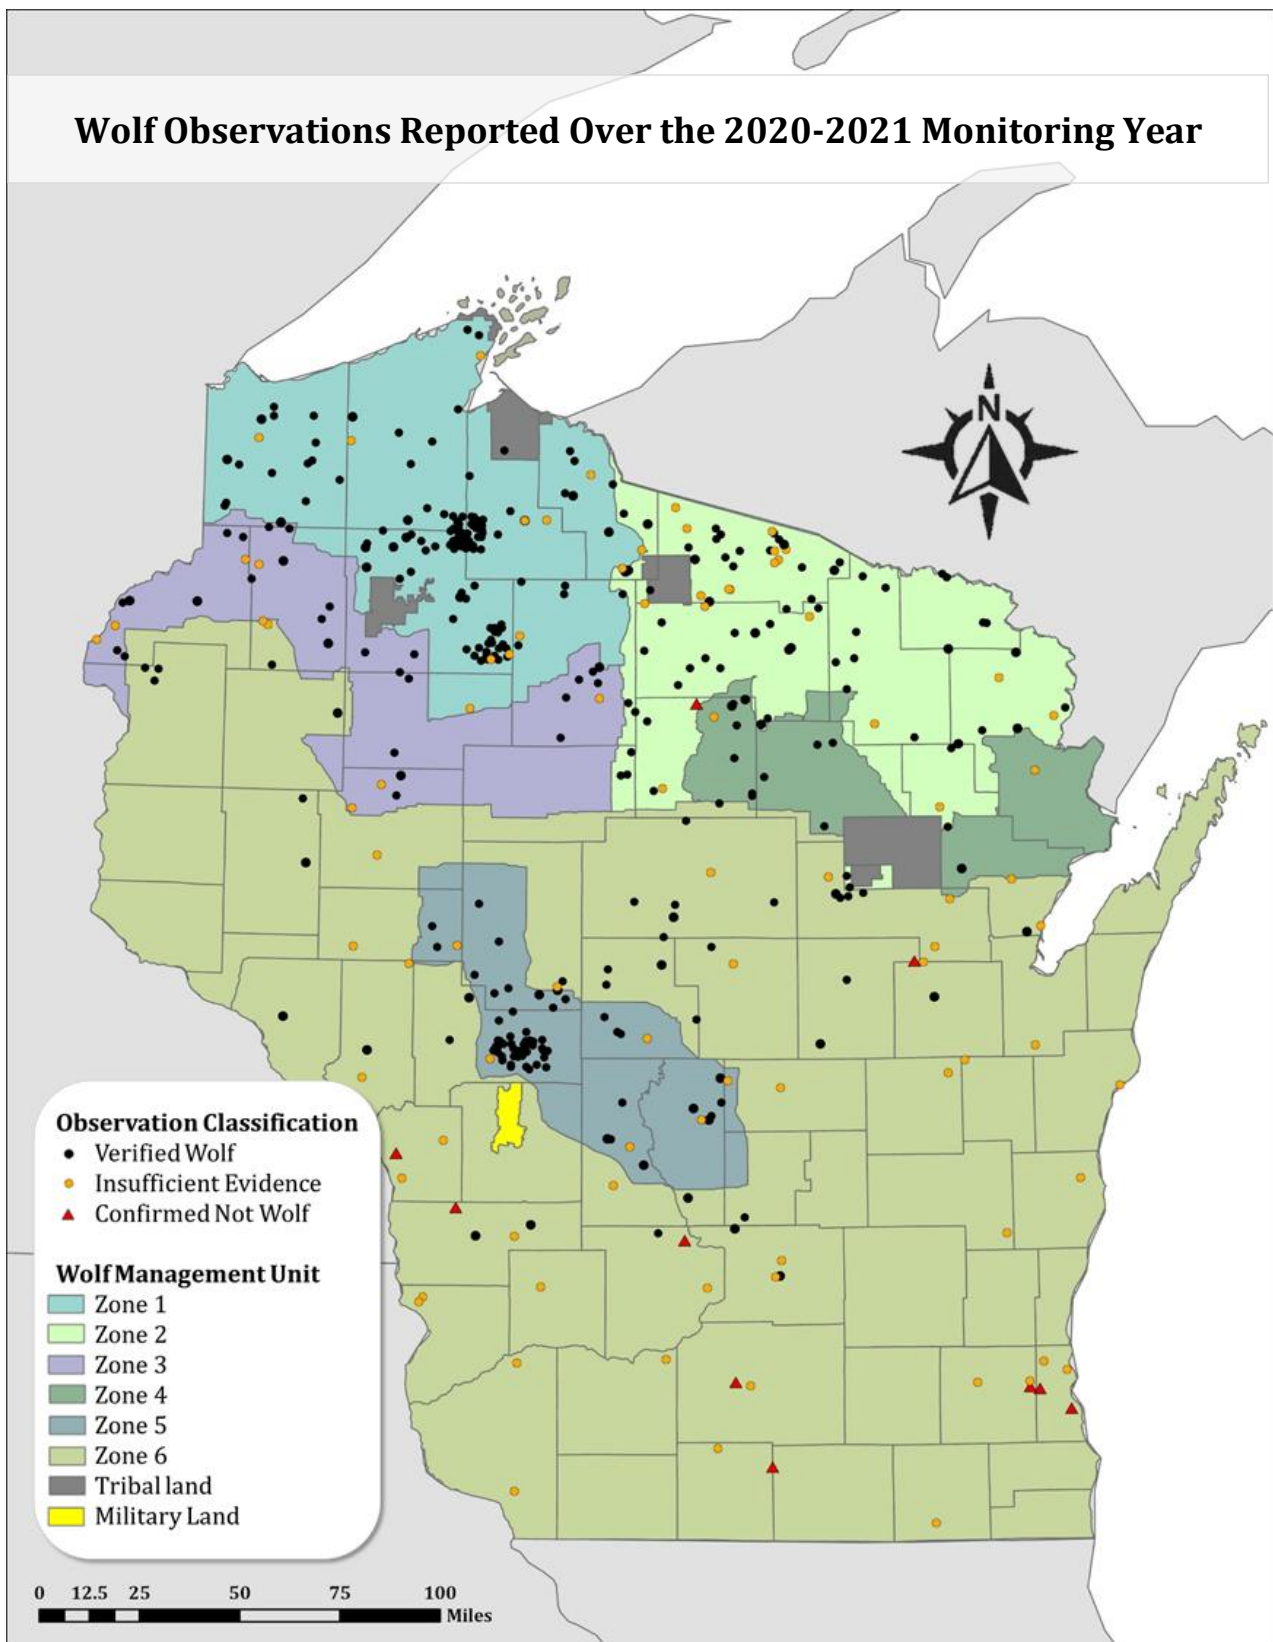 Wolf Observations Reported Over the 2020-2021 Monitoring Year
N
Observation Classification
Verified Wolf
Insufficient Evidence
Confirmed Not Wolf
Wolf Management Unit
Zone 1
Zone 2
Zone 3
Zone 4
Zone 5
Zone 6
Tribal land
Military Land
0 12.5 25 50 75 100
Miles